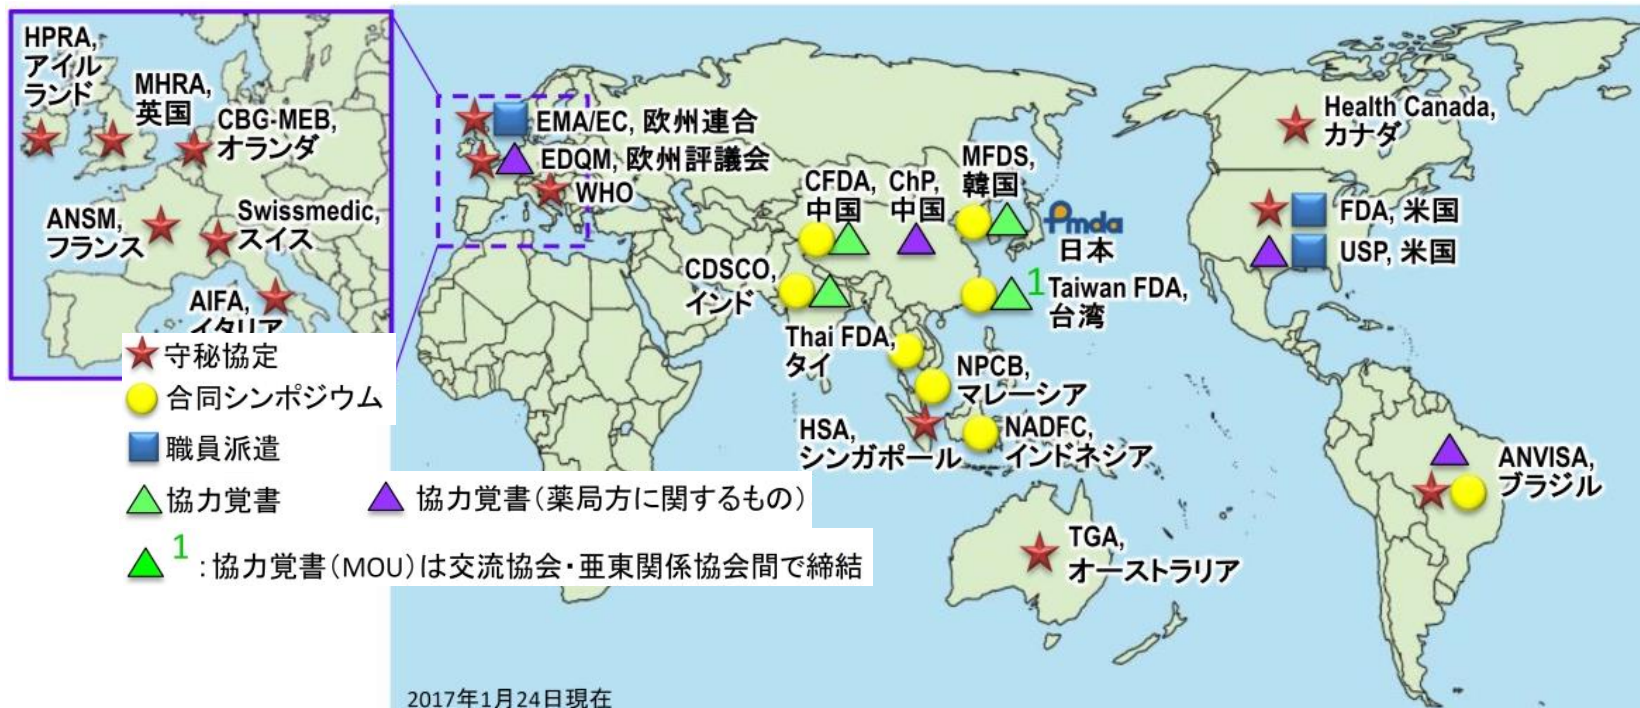 HPRA,
アイル
ランド
MHRA,
英国
CBG-MEB,
オランダ
ANSM,
フランス
Swissmedic,
スイス
AIFA,
イタリア
EMA/EC, 欧州連合
EDQM, 欧州評議会
WHO
CFDA,
中国
ChP,
中国
MFDS,
韓国
Pmda
日本
CDSCO,
インド
1
Taiwan FDA,
台湾
Thai FDA,
タイ
NPCB,
マレーシア
HSA,
シンガポール
NADFC,
インドネシア
TGA,
オーストラリア
Health Canada,
カナダ
FDA, 米国
USP, 米国
ANVISA,
ブラジル
守秘協定
合同シンポジウム
職員派遣
協力覚書
協力覚書(薬局方に関するもの)
1:協力覚書(MOU)は交流協会・亜東関係協会間で締結
2017年1月24日現在